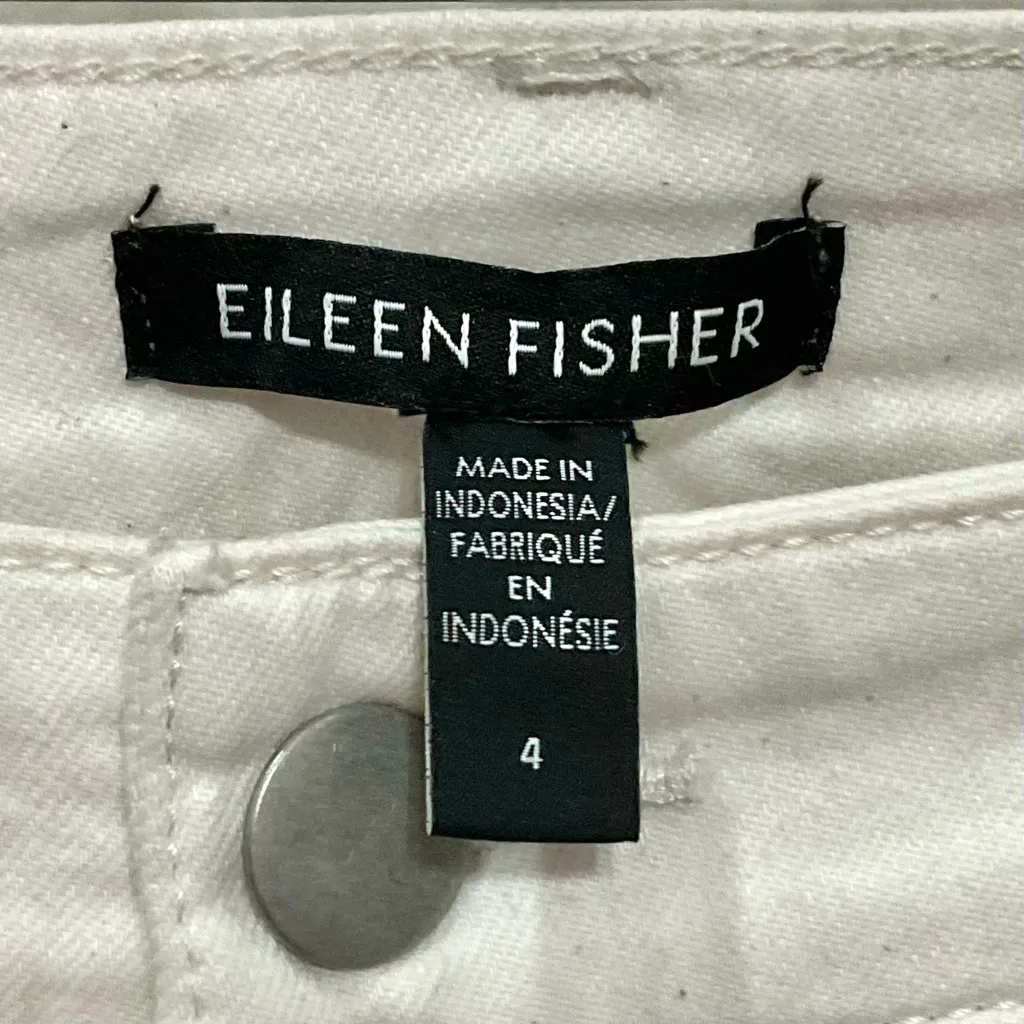 EILEEN FISHER
MADE IN
INDONESIA/
FABRIQUÉ
EN
INDONÉSIE
4